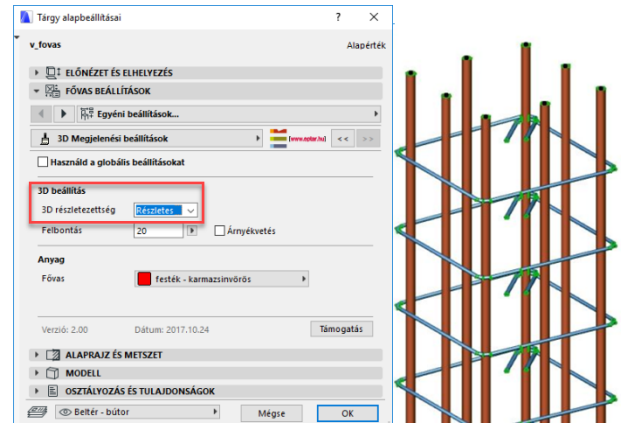 Tárgy alapbeállításai ? ×
v_fovas Alapérték
ELŐNÉZET ÉS ELHELYEZÉS
FŐVAS BEÁLLÍTÁSOK
Egyéni beállítások...
3D Megjelenési beállítások [www.eptar.hu] << >>
Használd a globális beállításokat
3D beállítás
3D részletezettség Részletes
Felbontás 20 Árnyékvetés
Anyag
Fővas festék - karmazsinvörös
Verzió: 2.00 Dátum: 2017.10.24 Támogatás
ALAPRAJZ ÉS METSZET
MODELL
OSZTÁLYOZÁS ÉS TULAJDONSÁGOK
Beltér - bútor Mégse OK